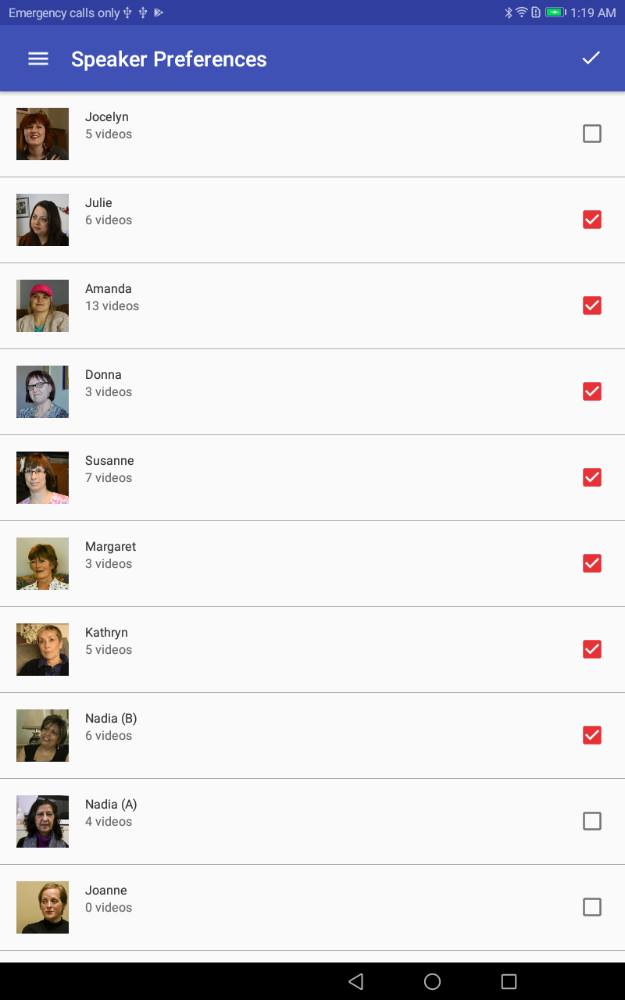 Emergency calls only
1:19 AM
Speaker Preferences
Jocelyn
5 videos
Julie
6 videos
Amanda
13 videos
Donna
3 videos
Susanne
7 videos
Margaret
3 videos
Kathryn
5 videos
Nadia (B)
6 videos
Nadia (A)
4 videos
Joanne
0 videos